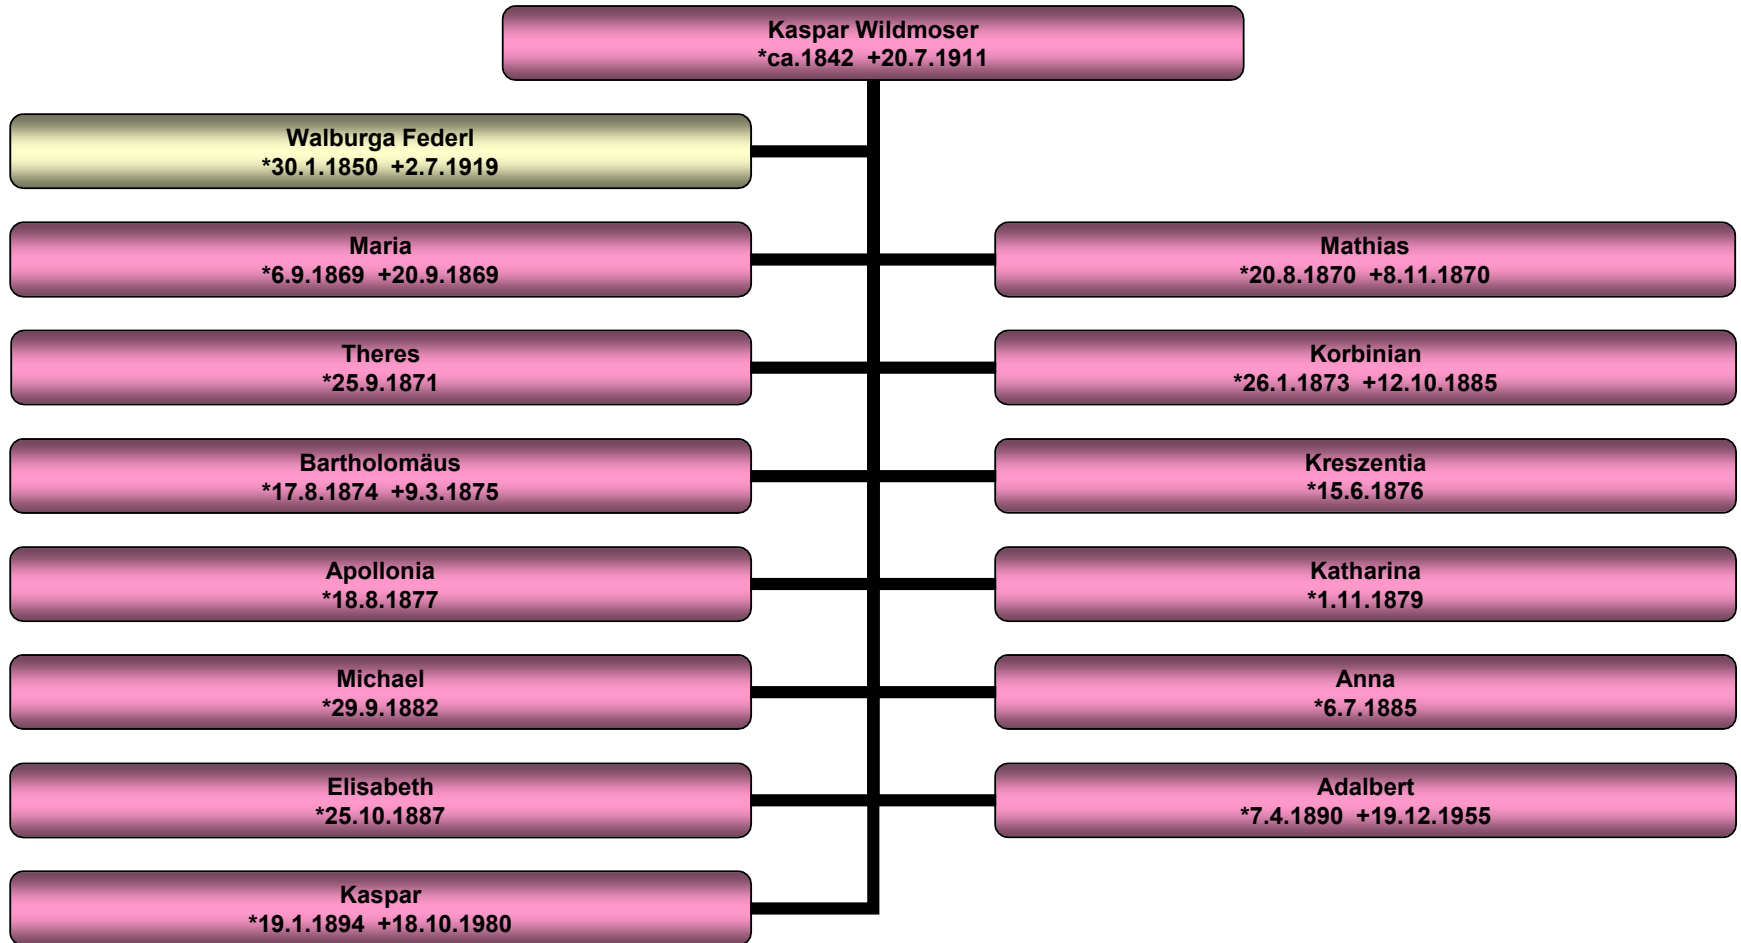 Kaspar Wildmoser
*ca.1842 +20.7.1911
Walburga Federl
*30.1.1850 +2.7.1919
Maria
*6.9.1869 +20.9.1869
Mathias
*20.8.1870 +8.11.1870
Theres
*25.9.1871
Korbinian
*26.1.1873 +12.10.1885
Bartholomäus
*17.8.1874 +9.3.1875
Kreszentia
*15.6.1876
Apollonia
*18.8.1877
Katharina
*1.11.1879
Michael
*29.9.1882
Anna
*6.7.1885
Elisabeth
*25.10.1887
Adalbert
*7.4.1890 +19.12.1955
Kaspar
*19.1.1894 +18.10.1980